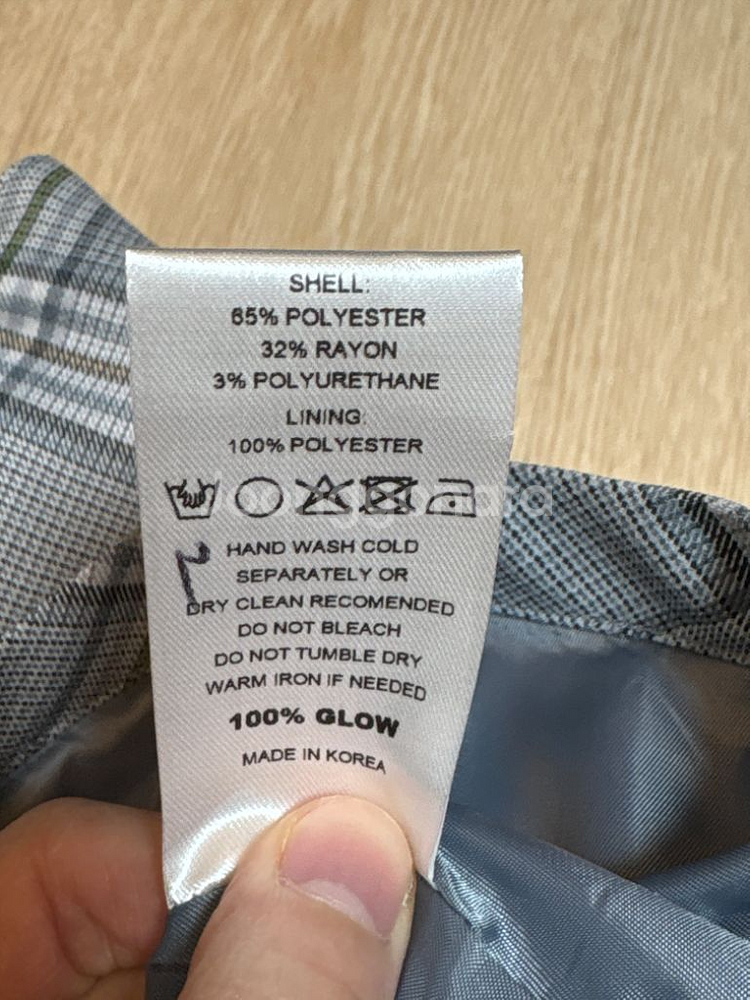 SHELL:
65% POLYESTER
32% RAYON
3% POLYURETHANE
LINING:
100% POLYESTER
HAND WASH COLD
SEPARATELY OR
DRY CLEAN RECOMENDED
DO NOT BLEACH
DO NOT TUMBLE DRY
WARM IRON IF NEEDED
100% GLOW
MADE IN KOREA